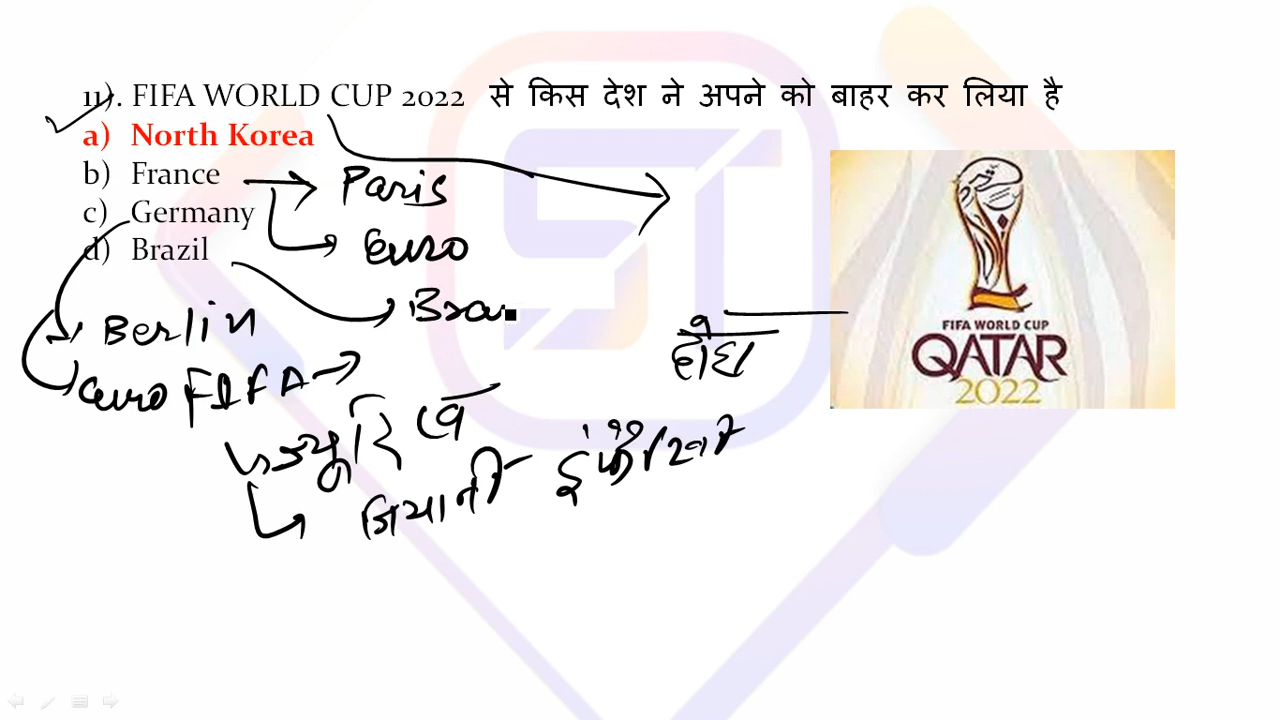 11). FIFA WORLD CUP 2022 से किस देश ने अपने को बाहर कर लिया है
a) North Korea
b) France
c) Germany
d) Brazil
Paris
Euro
Bra
Berlin
Euro FIFA
दोहा
ज्यूरिख
जियानी
FIFA WORLD CUP
QATAR
2022